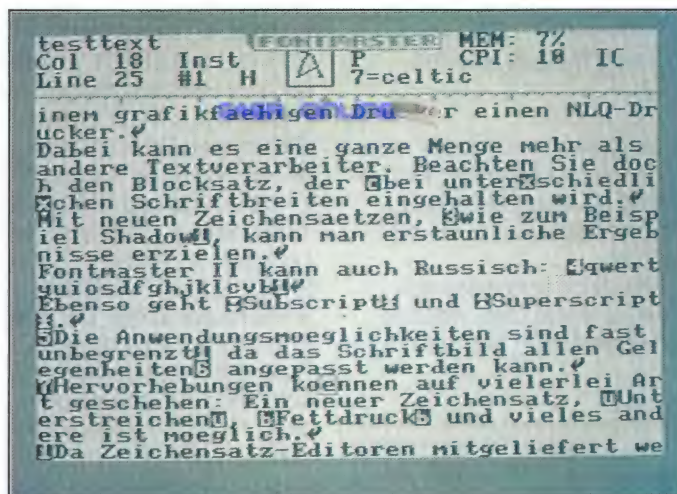 testtext FONTMASTER MEM: 7%
Col 18 Inst P CPI: 10 IC
Line 25 #1 H A 7=celtic
inem grafikfaehigen Dru r einen NLQ-Dr
ucker.
Dabei kann es eine ganze Menge mehr als
andere Textverarbeiter. Beachten Sie doc
h den Blocksatz, der bei unterschiedli
chen Schriftbreiten eingehalten wird.
Mit neuen Zeichensaetzen, wie zum Beisp
iel Shadow, kann man erstaunliche Ergeb
nisse erzielen.
Fontmaster II kann auch Russisch: qwert
yuiosdfghjklcvb
Ebenso geht Subscript und Superscript
.
Die Anwendungsmoeglichkeiten sind fast
unbegrenzt da das Schriftbild allen Gel
egenheiten angepasst werden kann.
Hervorhebungen koennen auf vielerlei Ar
t geschehen: Ein neuer Zeichensatz, Unt
erstreichen, Fettdruck und vieles and
ere ist moeglich.
Da Zeichensatz-Editoren mitgeliefert we